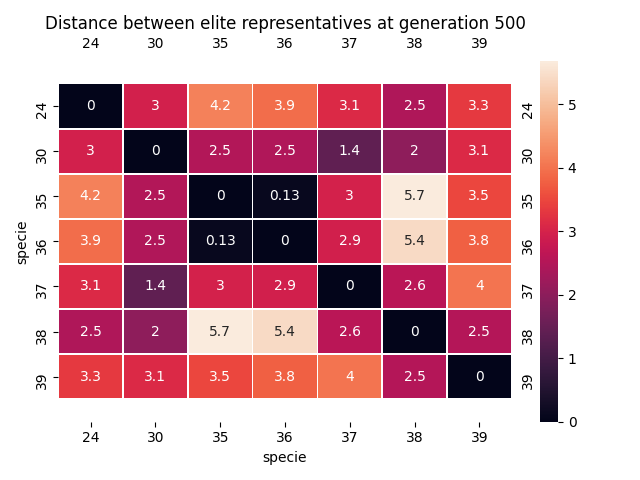 Distance between elite representatives at generation 500
24 30 35 36 37 38 39
24 0 3 4.2 3.9 3.1 2.5 3.3 24
30 3 0 2.5 2.5 1.4 2 3.1 30
35 4.2 2.5 0 0.13 3 5.7 3.5 35
36 3.9 2.5 0.13 0 2.9 5.4 3.8 36
37 3.1 1.4 3 2.9 0 2.6 4 37
38 2.5 2 5.7 5.4 2.6 0 2.5 38
39 3.3 3.1 3.5 3.8 4 2.5 0 39
24 30 35 36 37 38 39
specie
specie
5
4
3
2
1
0